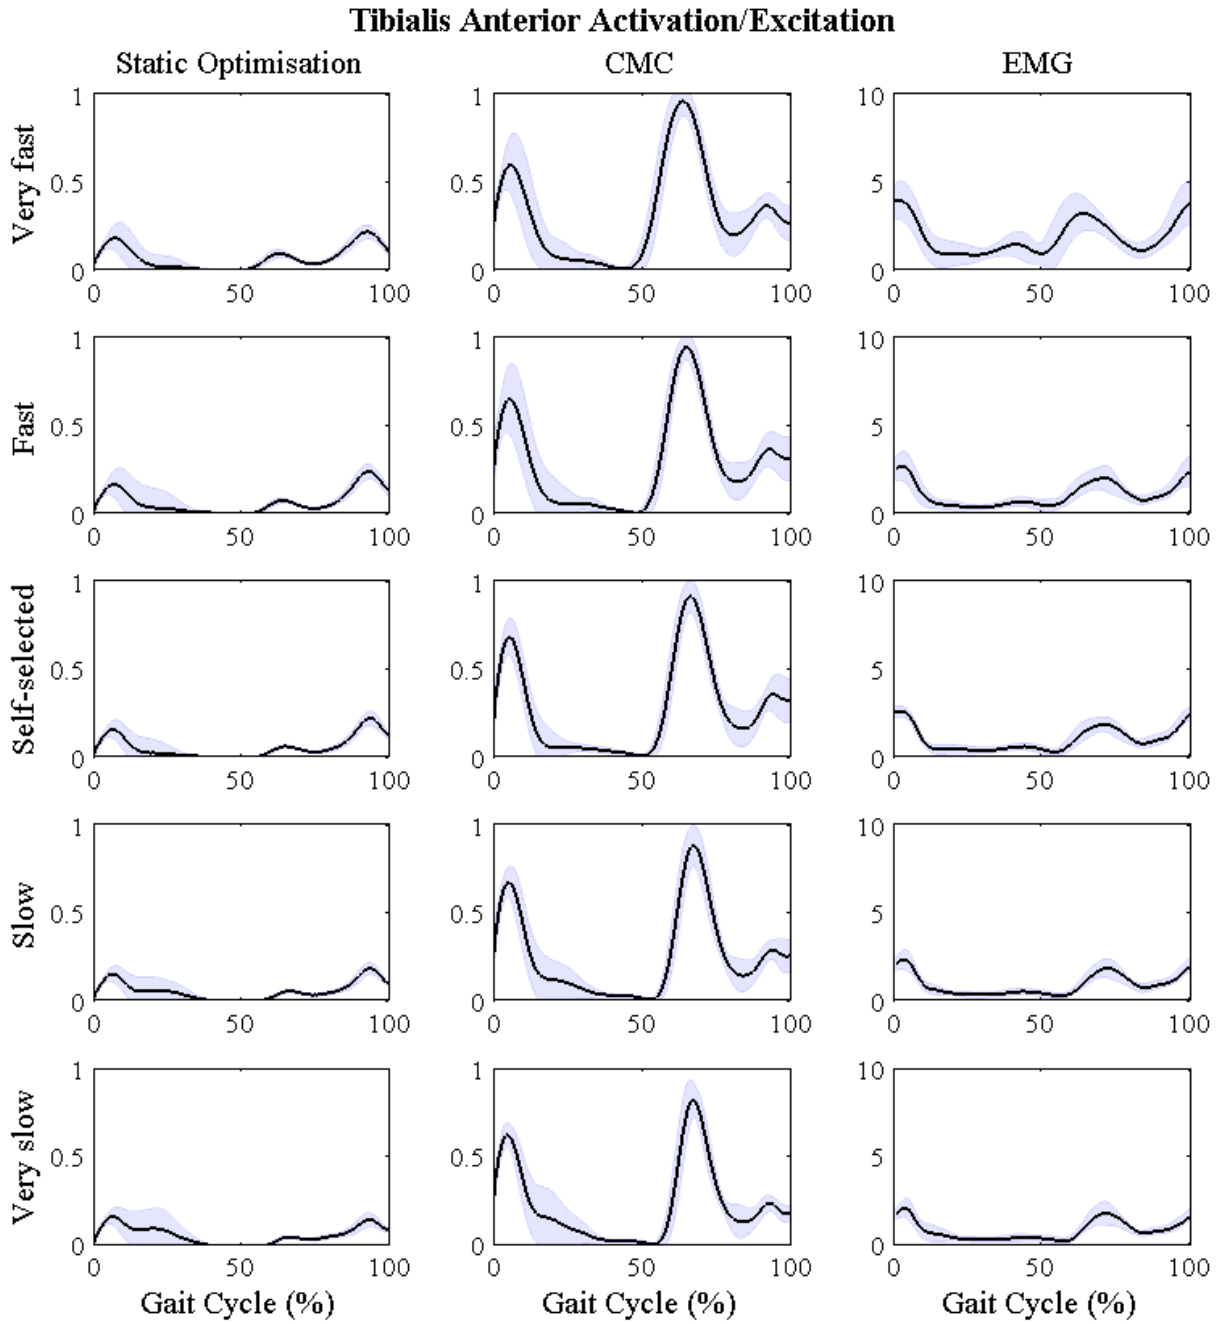 Tibialis Anterior Activation/Excitation
Static Optimisation CMC EMG
Very fast
1 1 10
0.5 0.5 5
0 0 0
0 50 100 0 50 100 0 50 100
Fast
1 1 10
0.5 0.5 5
0 0 0
0 50 100 0 50 100 0 50 100
Self-selected
1 1 10
0.5 0.5 5
0 0 0
0 50 100 0 50 100 0 50 100
Slow
1 1 10
0.5 0.5 5
0 0 0
0 50 100 0 50 100 0 50 100
Very slow
1 1 10
0.5 0.5 5
0 0 0
0 50 100 0 50 100 0 50 100
Gait Cycle (%) Gait Cycle (%) Gait Cycle (%)